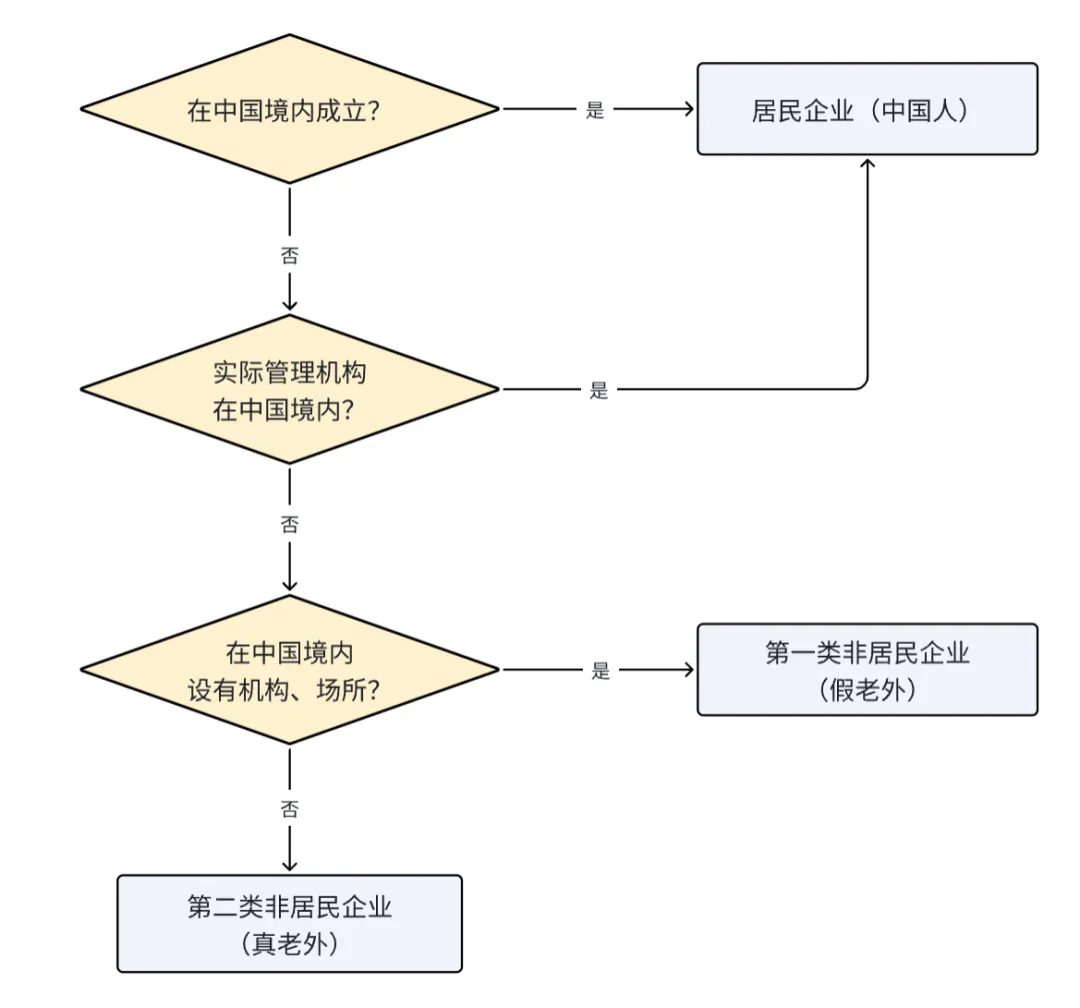 在中国境内成立？
是
居民企业（中国人）
否
实际管理机构
在中国境内？
是
否
在中国境内
设有机构、场所？
是
第一类非居民企业
（假老外）
否
第二类非居民企业
（真老外）